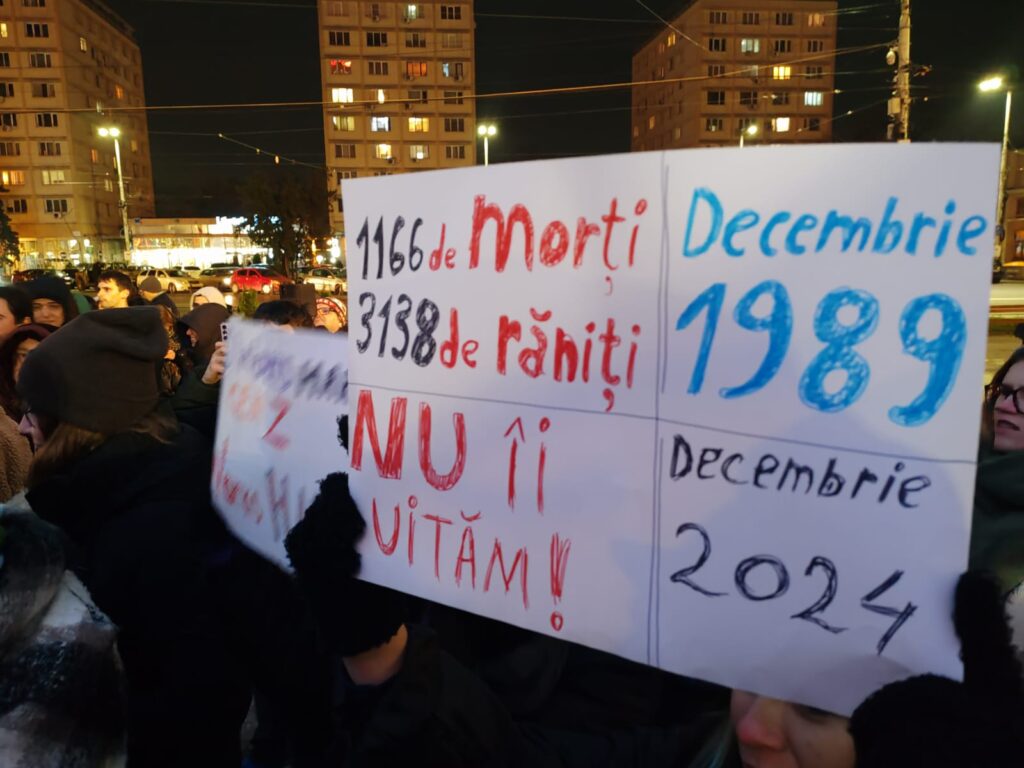 1166 de morți
3138 de răniți
NU îi
UITĂM!
Decembrie
1989
Decembrie
2024